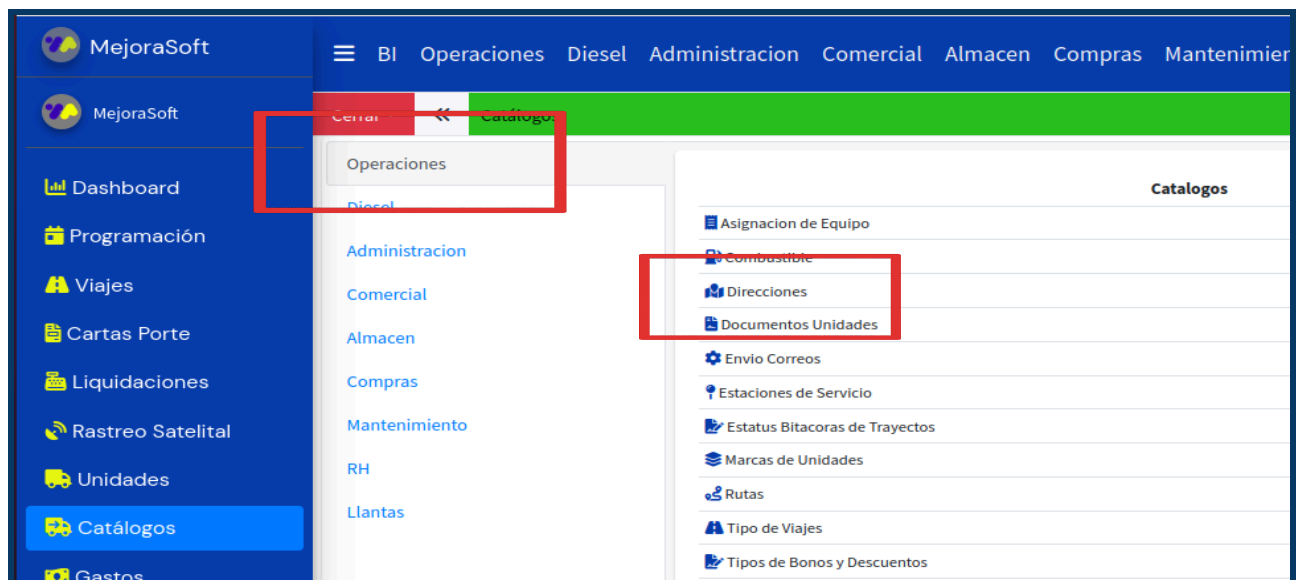 MejoraSoft
BI Operaciones Diesel Administracion Comercial Almacen Compras
MejoraSoft
Cerrar « Catálogos
Operaciones
Diesel
Administracion
Comercial
Almacen
Compras
Mantenimiento
RH
Llantas
Dashboard
Programación
Viajes
Cartas Porte
Liquidaciones
Rastreo Satelital
Unidades
Catálogos
Gastos
Catalogos
Asignacion de Equipo
Combustible
Direcciones
Documentos Unidades
Envio Correos
Estaciones de Servicio
Estatus Bitacoras de Trayectos
Marcas de Unidades
Rutas
Tipo de Viajes
Tipos de Bonos y Descuentos